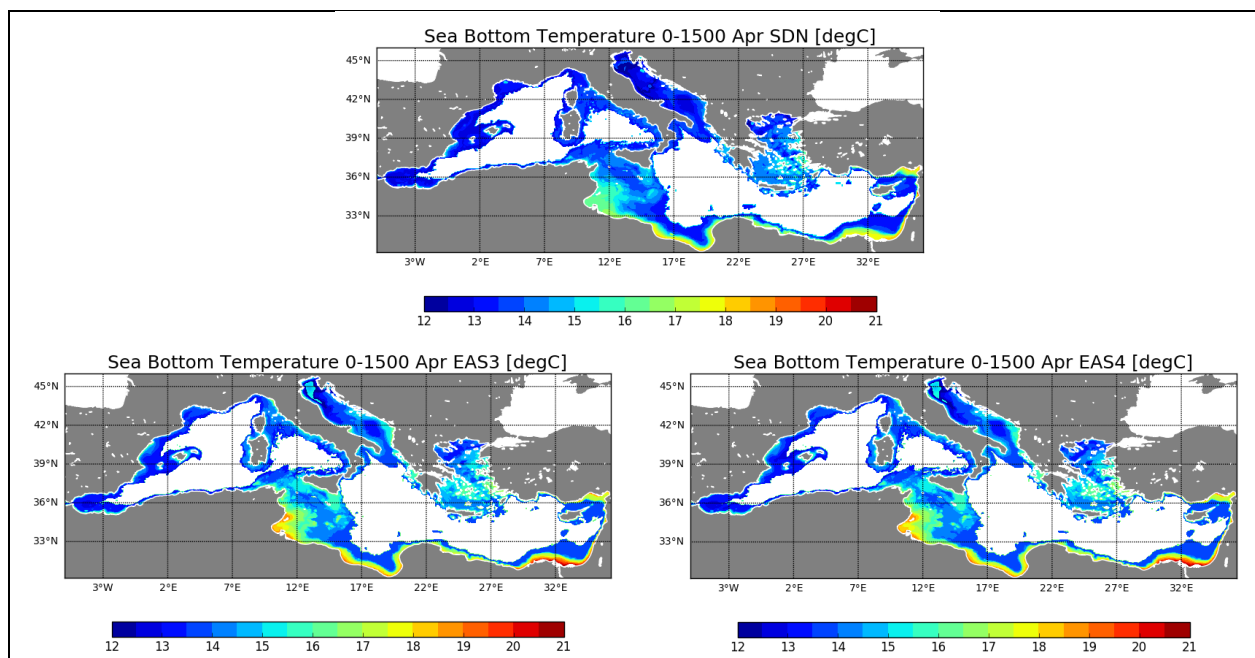 Sea Bottom Temperature 0-1500 Apr SDN [degC]
45°N
42°N
39°N
36°N
33°N
3°W 2°E 7°E 12°E 17°E 22°E 27°E 32°E
12 13 14 15 16 17 18 19 20 21
Sea Bottom Temperature 0-1500 Apr EAS3 [degC]
45°N
42°N
39°N
36°N
33°N
3°W 2°E 7°E 12°E 17°E 22°E 27°E 32°E
12 13 14 15 16 17 18 19 20 21
Sea Bottom Temperature 0-1500 Apr EAS4 [degC]
45°N
42°N
39°N
36°N
33°N
3°W 2°E 7°E 12°E 17°E 22°E 27°E 32°E
12 13 14 15 16 17 18 19 20 21